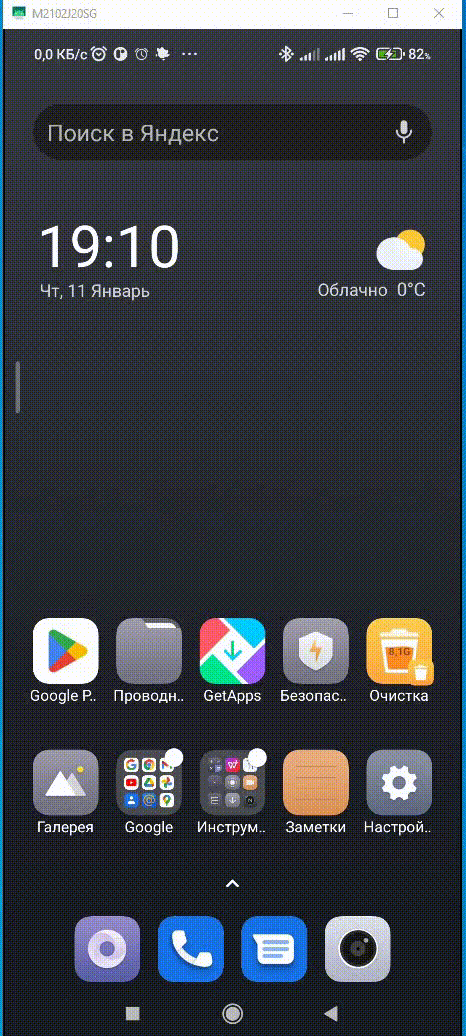 M2102J20SG
0,0 КБ/с ... 82%
Поиск в Яндекс
19:10
Чт, 11 Январь
Облачно 0°C
8,1G
Google P.. Проводн.. GetApps Безопас.. Очистка
Галерея Google Инструм.. Заметки Настрой..